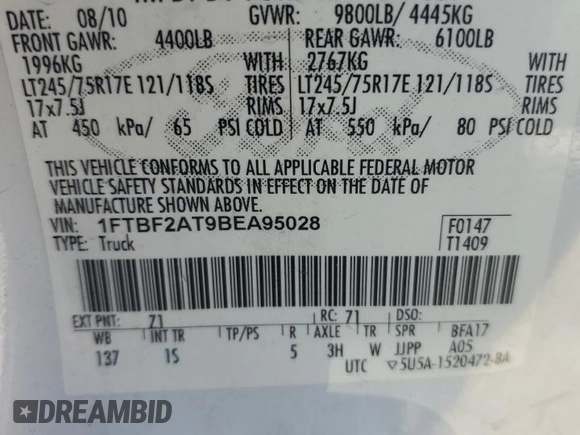 DATE: 08/10 GVWR: 9800LB/ 4445KG
FRONT GAWR: 4400LB REAR GAWR: 6100LB
1996KG WITH 2767KG WITH
LT245/75R17E 121/118S TIRES LT245/75R17E 121/118S TIRES
17x7.5J RIMS 17x7.5J RIMS
AT 450 kPa/ 65 PSI COLD AT 550 kPa/ 80 PSI COLD
THIS VEHICLE CONFORMS TO ALL APPLICABLE FEDERAL MOTOR
VEHICLE SAFETY STANDARDS IN EFFECT ON THE DATE OF
MANUFACTURE SHOWN ABOVE.
VIN: 1FTBF2AT9BEA95028 F0147
TYPE: Truck T1409
EXT PNT: 71 RC: 71 DSO:
WB INT TR TP/PS R AXLE TR SPR BFA17
137 1S 5 3H W JJPP A05
UTC ▽5U5A-1520472-BA
DREAMBID